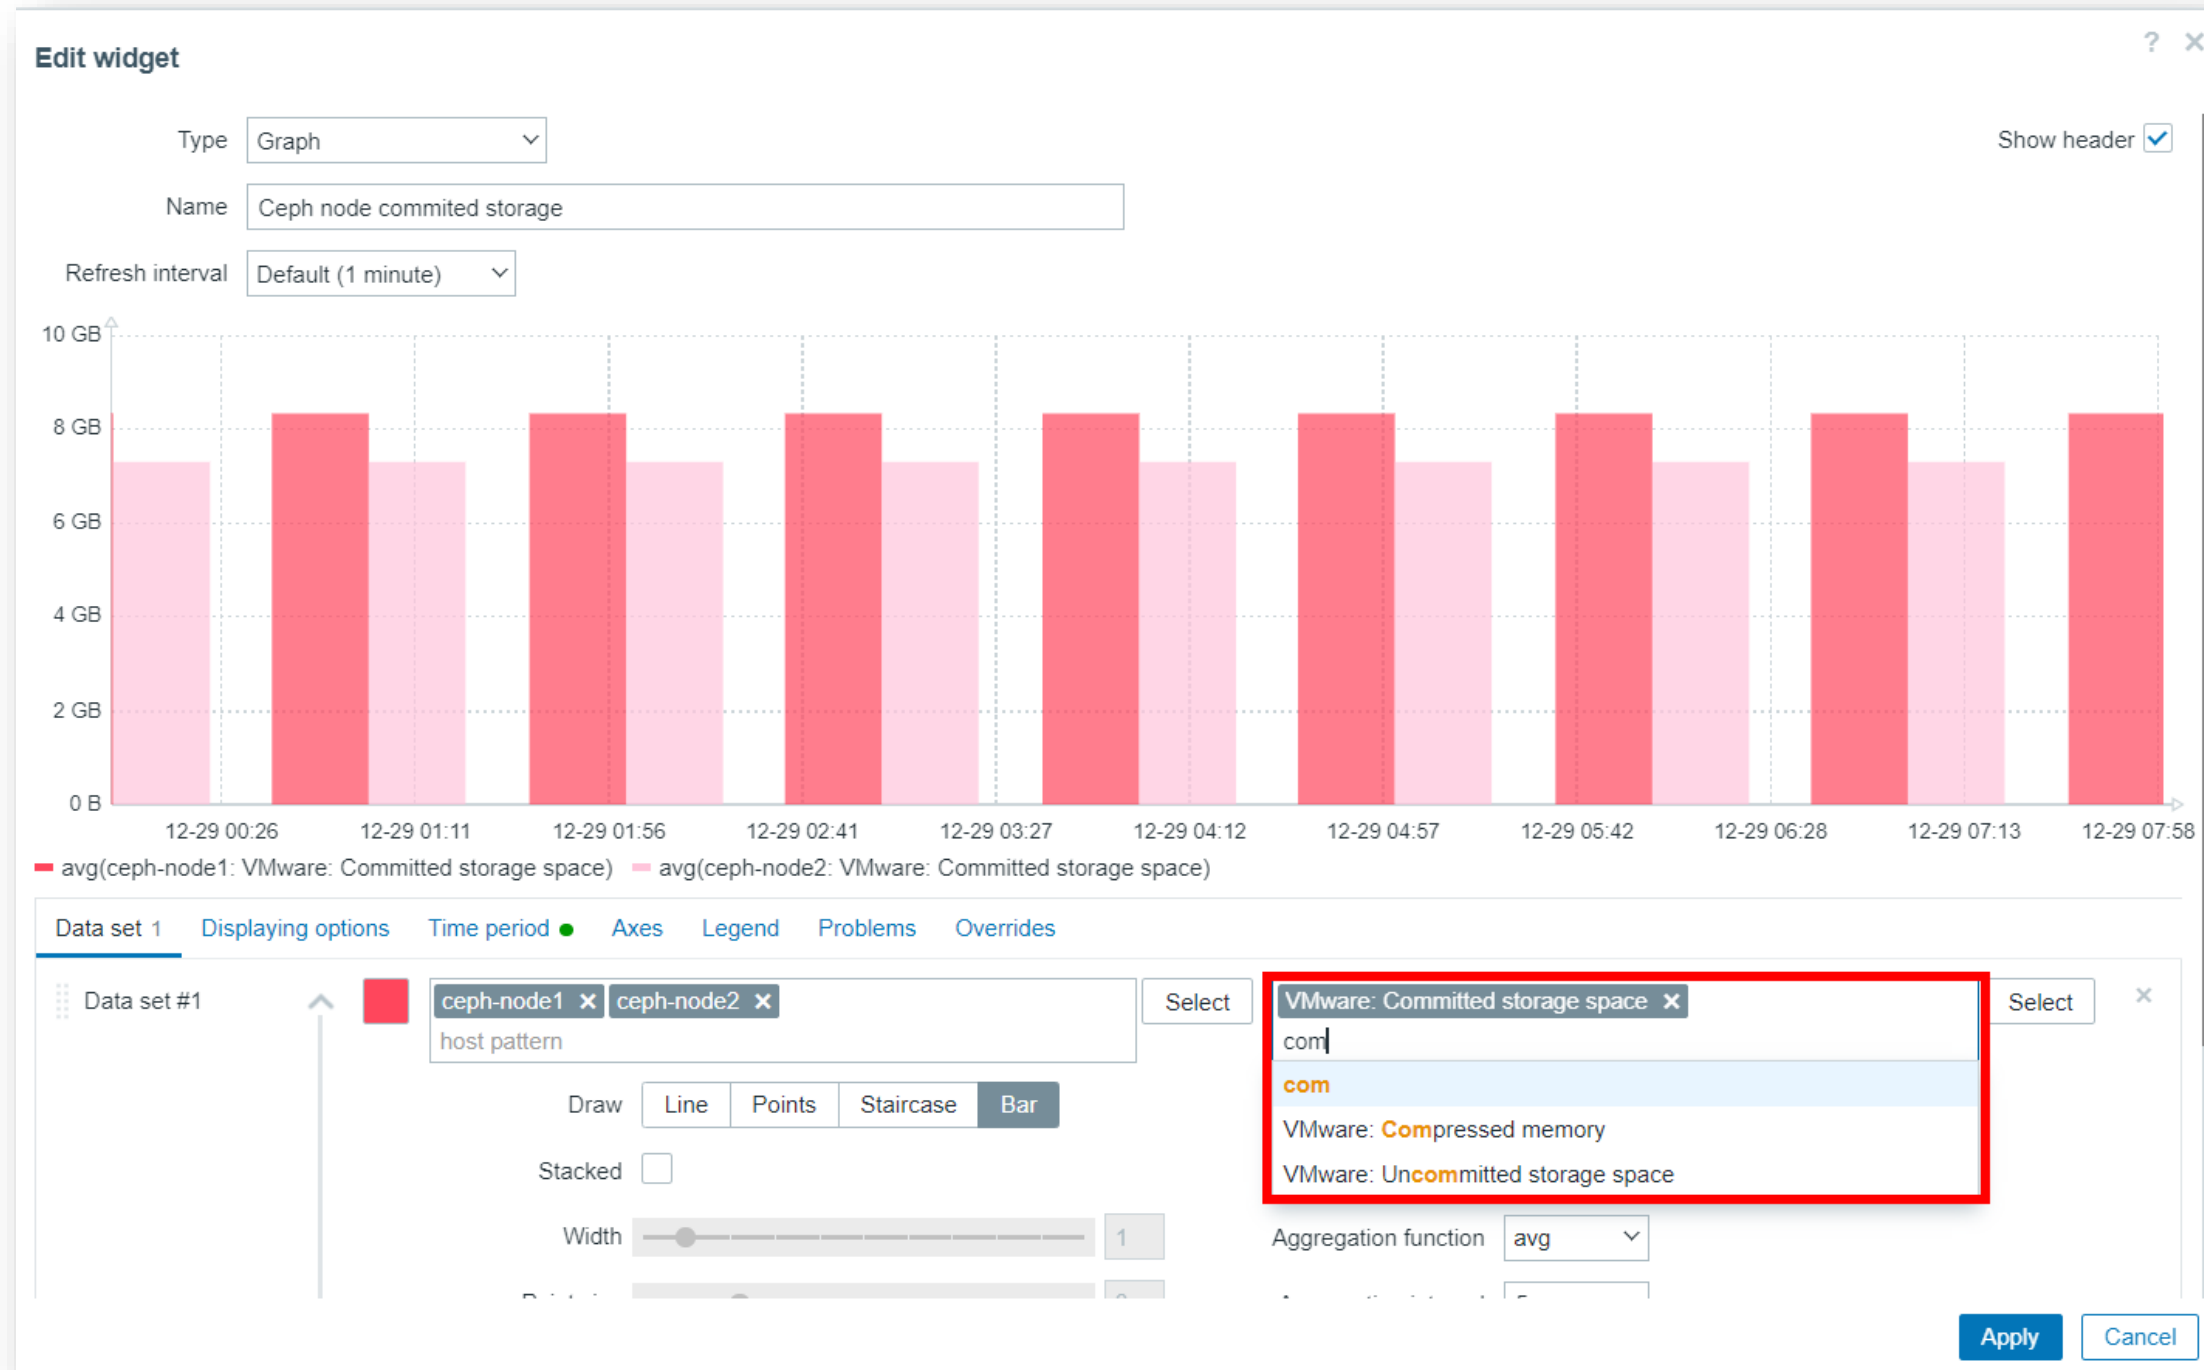 Edit widget
?
Type Graph
Show header
Name Ceph node commited storage
Refresh interval Default (1 minute)
10 GB
8 GB
6 GB
4 GB
2 GB
0 B
12-29 00:26 12-29 01:11 12-29 01:56 12-29 02:41 12-29 03:27 12-29 04:12 12-29 04:57 12-29 05:42 12-29 06:28 12-29 07:13 12-29 07:58
avg(ceph-node1: VMware: Committed storage space) avg(ceph-node2: VMware: Committed storage space)
Data set 1 Displaying options Time period Axes Legend Problems Overrides
Data set #1 ceph-node1 ceph-node2 Select VMware: Committed storage space Select
host pattern com
com
Draw Line Points Staircase Bar
VMware: Compressed memory
Stacked
VMware: Uncommitted storage space
Width 1 Aggregation function avg
Apply Cancel